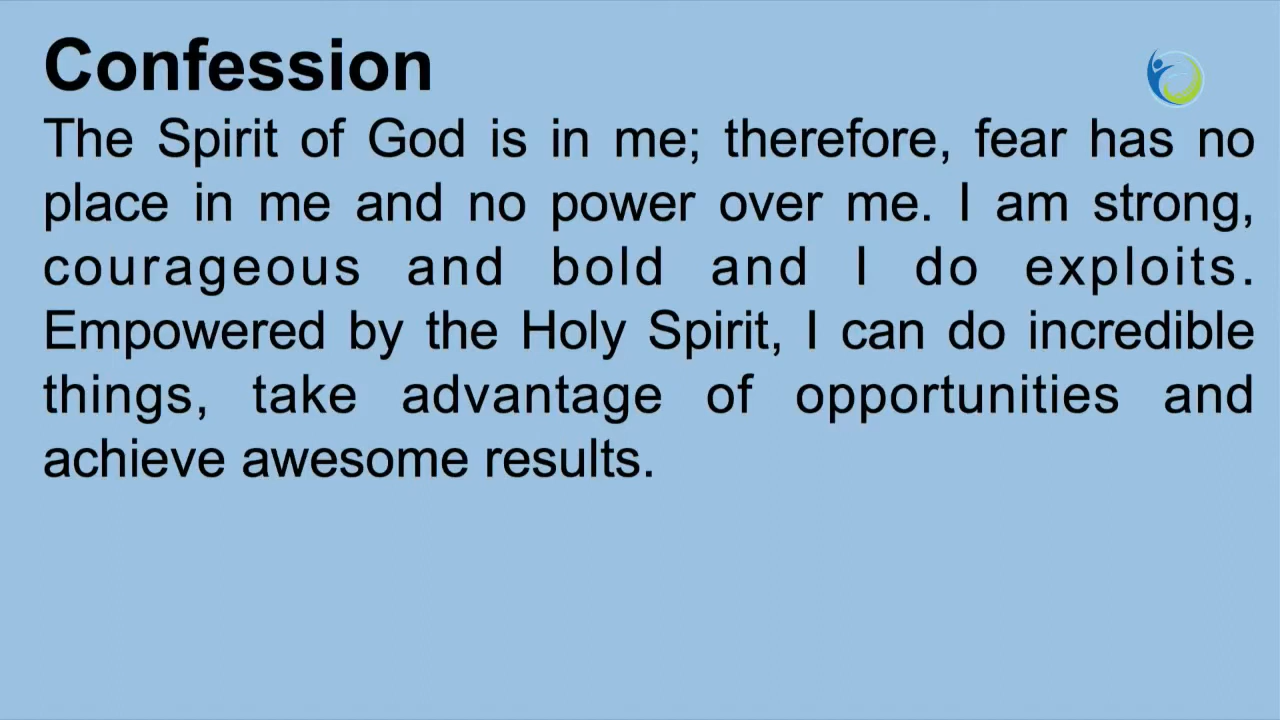 Confession
The Spirit of God is in me; therefore, fear has no
place in me and no power over me. I am strong,
courageous and bold and I do exploits.
Empowered by the Holy Spirit, I can do incredible
things, take advantage of opportunities and
achieve awesome results.